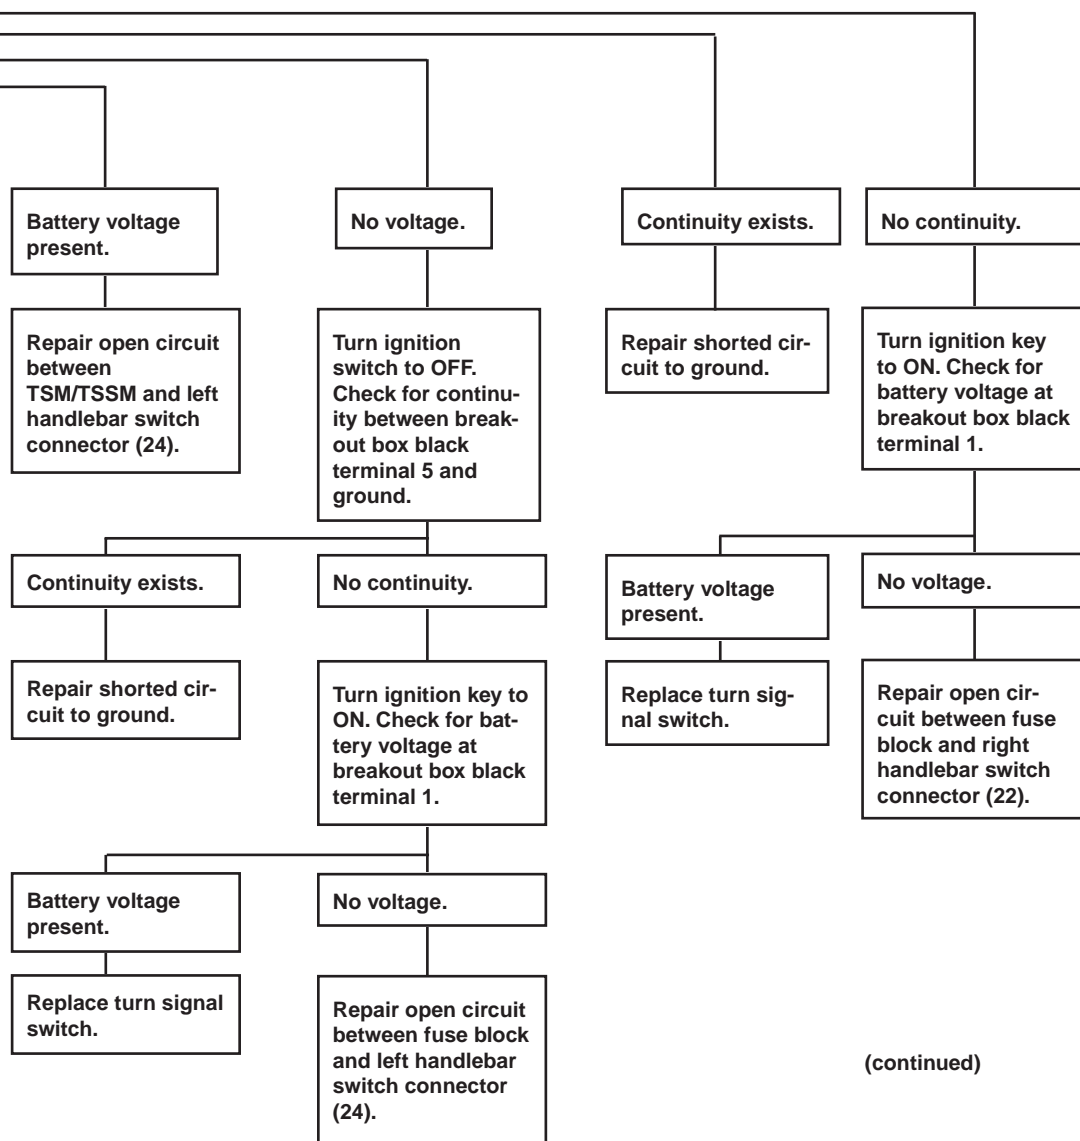 Battery voltage
present.
No voltage.
Continuity exists.
No continuity.
Repair open circuit
between
TSM/TSSM and left
handlebar switch
connector (24).
Turn ignition
switch to OFF.
Check for continu-
ity between break-
out box black
terminal 5 and
ground.
Repair shorted cir-
cuit to ground.
Turn ignition key
to ON. Check for
battery voltage at
breakout box black
terminal 1.
Continuity exists.
No continuity.
Battery voltage
present.
No voltage.
Repair shorted cir-
cuit to ground.
Turn ignition key to
ON. Check for bat-
tery voltage at
breakout box black
terminal 1.
Replace turn sig-
nal switch.
Repair open cir-
cuit between fuse
block and right
handlebar switch
connector (22).
Battery voltage
present.
No voltage.
Replace turn signal
switch.
Repair open circuit
between fuse block
and left handlebar
switch connector
(24).
(continued)